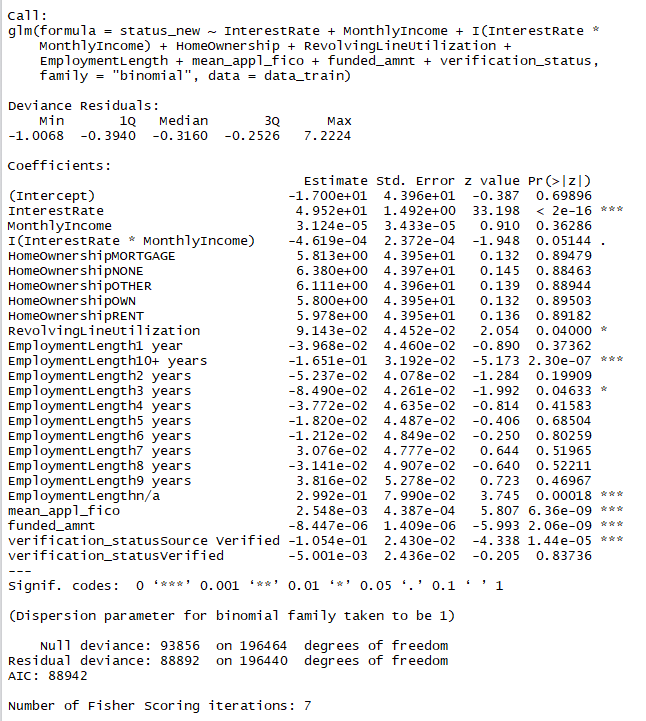 Call:
glm(formula = status_new ~ InterestRate + MonthlyIncome + I(InterestRate *
    MonthlyIncome) + HomeOwnership + RevolvingLineUtilization +
    EmploymentLength + mean_appl_fico + funded_amnt + verification_status,
    family = "binomial", data = data_train)

Deviance Residuals:
    Min       1Q   Median       3Q      Max
-1.0068  -0.3940  -0.3160  -0.2526   7.2224

Coefficients:
                                     Estimate Std. Error z value Pr(>|z|)
(Intercept)                        -1.700e+01  4.396e+01  -0.387  0.69896
InterestRate                        4.952e+01  1.492e+00  33.198  < 2e-16 ***
MonthlyIncome                       3.124e-05  3.433e-05   0.910  0.36286
I(InterestRate * MonthlyIncome)    -4.619e-04  2.372e-04  -1.948  0.05144 .
HomeOwnershipMORTGAGE               5.813e+00  4.395e+01   0.132  0.89479
HomeOwnershipNONE                   6.380e+00  4.397e+01   0.145  0.88463
HomeOwnershipOTHER                  6.111e+00  4.396e+01   0.139  0.88944
HomeOwnershipOWN                    5.800e+00  4.395e+01   0.132  0.89503
HomeOwnershipRENT                   5.978e+00  4.395e+01   0.136  0.89182
RevolvingLineUtilization            9.143e-02  4.452e-02   2.054  0.04000 *
EmploymentLength1 year             -3.968e-02  4.460e-02  -0.890  0.37362
EmploymentLength10+ years          -1.651e-01  3.192e-02  -5.173 2.30e-07 ***
EmploymentLength2 years            -5.237e-02  4.078e-02  -1.284  0.19909
EmploymentLength3 years            -8.490e-02  4.261e-02  -1.992  0.04633 *
EmploymentLength4 years            -3.772e-02  4.635e-02  -0.814  0.41583
EmploymentLength5 years            -1.820e-02  4.487e-02  -0.406  0.68504
EmploymentLength6 years            -1.212e-02  4.849e-02  -0.250  0.80259
EmploymentLength7 years             3.076e-02  4.777e-02   0.644  0.51965
EmploymentLength8 years            -3.141e-02  4.907e-02  -0.640  0.52211
EmploymentLength9 years             3.816e-02  5.278e-02   0.723  0.46967
EmploymentLengthn/a                 2.992e-01  7.990e-02   3.745  0.00018 ***
mean_appl_fico                      2.548e-03  4.387e-04   5.807 6.36e-09 ***
funded_amnt                        -8.447e-06  1.409e-06  -5.993 2.06e-09 ***
verification_statusSource Verified -1.054e-01  2.430e-02  -4.338 1.44e-05 ***
verification_statusVerified        -5.001e-03  2.436e-02  -0.205  0.83736
---
Signif. codes:  0 ‘***’ 0.001 ‘**’ 0.01 ‘*’ 0.05 ‘.’ 0.1 ‘ ’ 1

(Dispersion parameter for binomial family taken to be 1)

    Null deviance: 93856  on 196464  degrees of freedom
Residual deviance: 88892  on 196440  degrees of freedom
AIC: 88942

Number of Fisher Scoring iterations: 7